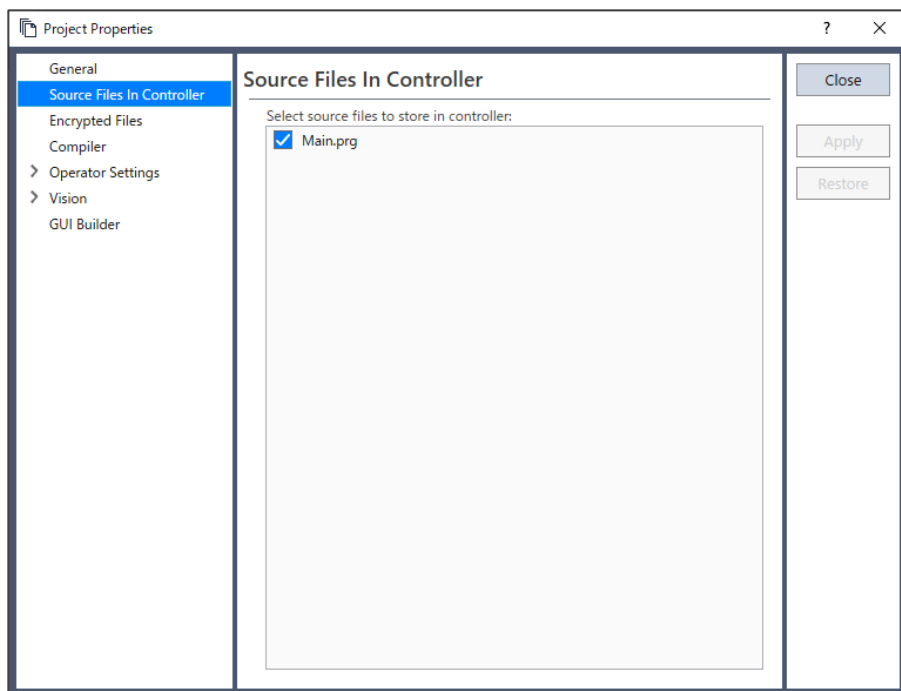 Project Properties
?
General
Source Files In Controller
Encrypted Files
Compiler
Operator Settings
Vision
GUI Builder
Source Files In Controller
Select source files to store in controller:
Main.prg
Close
Apply
Restore